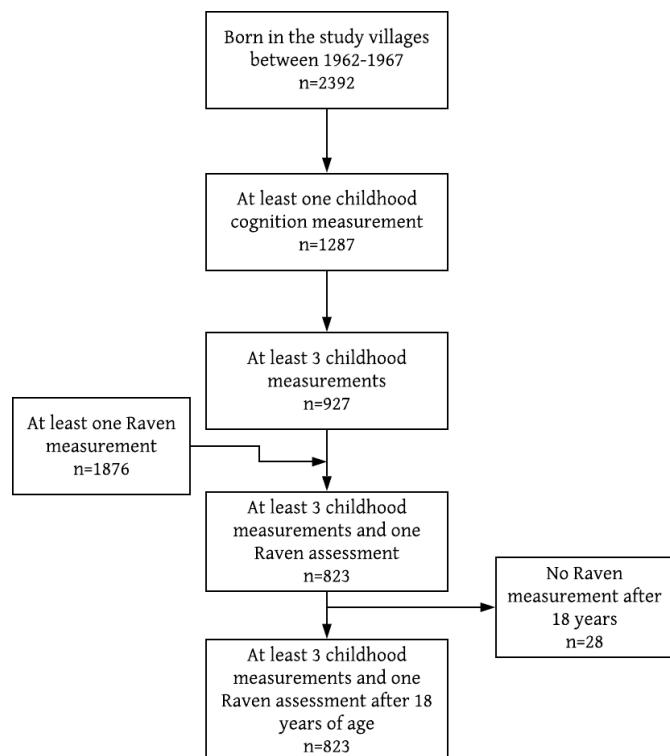 Born in the study villages
between 1962-1967
n=2392
At least one childhood
cognition measurement
n=1287
At least 3 childhood
measurements
n=927
At least one Raven
measurement
n=1876
At least 3 childhood
measurements and one
Raven assessment
n=823
No Raven
measurement after
18 years
n=28
At least 3 childhood
measurements and one
Raven assessment after 18
years of age
n=823